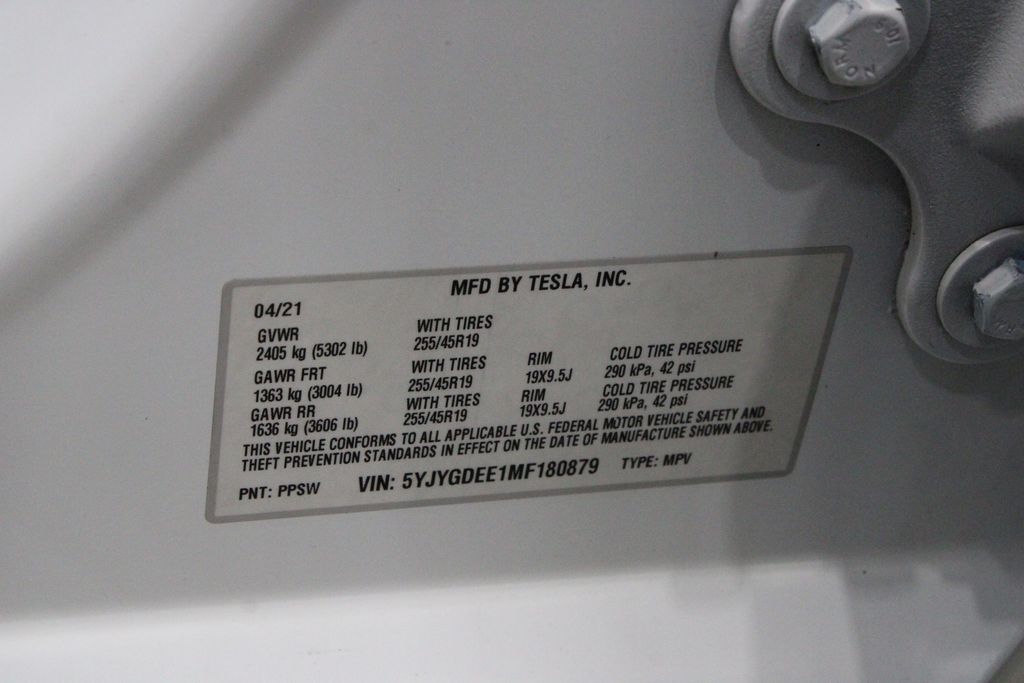 MFD BY TESLA, INC.
04/21
GVWR WITH TIRES
2405 kg (5302 lb) 255/45R19
GAWR FRT WITH TIRES RIM COLD TIRE PRESSURE
1363 kg (3004 lb) 255/45R19 19X9.5J 290 kPa, 42 psi
GAWR RR WITH TIRES RIM COLD TIRE PRESSURE
1636 kg (3606 lb) 255/45R19 19X9.5J 290 kPa, 42 psi
THIS VEHICLE CONFORMS TO ALL APPLICABLE U.S. FEDERAL MOTOR VEHICLE SAFETY AND
THEFT PREVENTION STANDARDS IN EFFECT ON THE DATE OF MANUFACTURE SHOWN ABOVE.
PNT: PPSW VIN: 5YJYGDEE1MF180879 TYPE: MPV